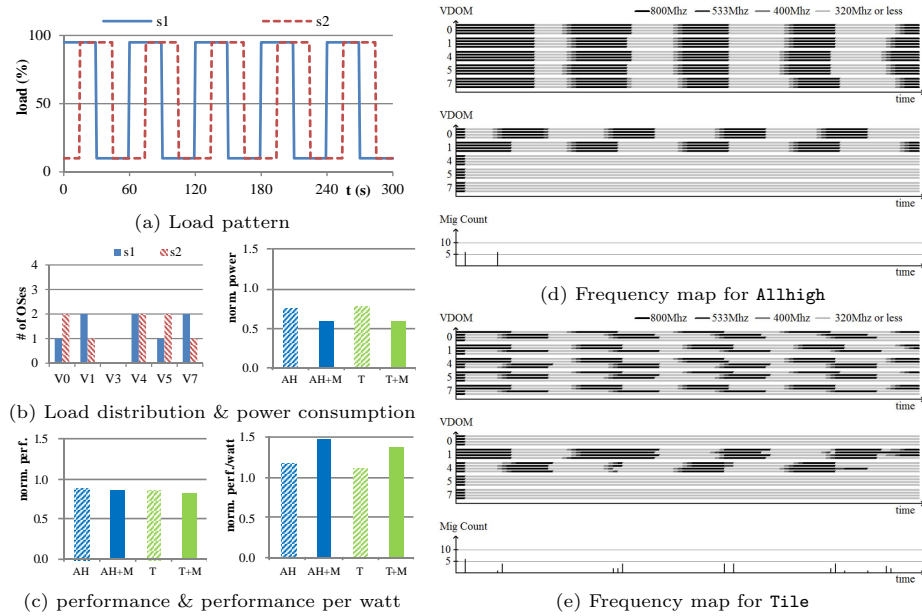 s1 s2
load (%)
100
50
0
0 60 120 180 240 300
t (s)
(a) Load pattern
s1 s2
# of OSes
4
3
2
1
0
V0 V1 V3 V4 V5 V7
norm. power
1.5
1.0
0.5
0.0
AH AH+M T T+M
(b) Load distribution & power consumption
norm. perf.
1.5
1.0
0.5
0.0
AH AH+M T T+M
norm. perf./watt
1.5
1.0
0.5
0.0
AH AH+M T T+M
(c) performance & performance per watt
VDOM
800Mhz 533Mhz 400Mhz 320Mhz or less
0
1
4
5
7
time
VDOM
0
1
4
5
7
time
Mig Count
10
5
(d) Frequency map for Allhigh
VDOM
800Mhz 533Mhz 400Mhz 320Mhz or less
0
1
4
5
7
time
VDOM
0
1
4
7
time
Mig Count
10
5
(e) Frequency map for Tile